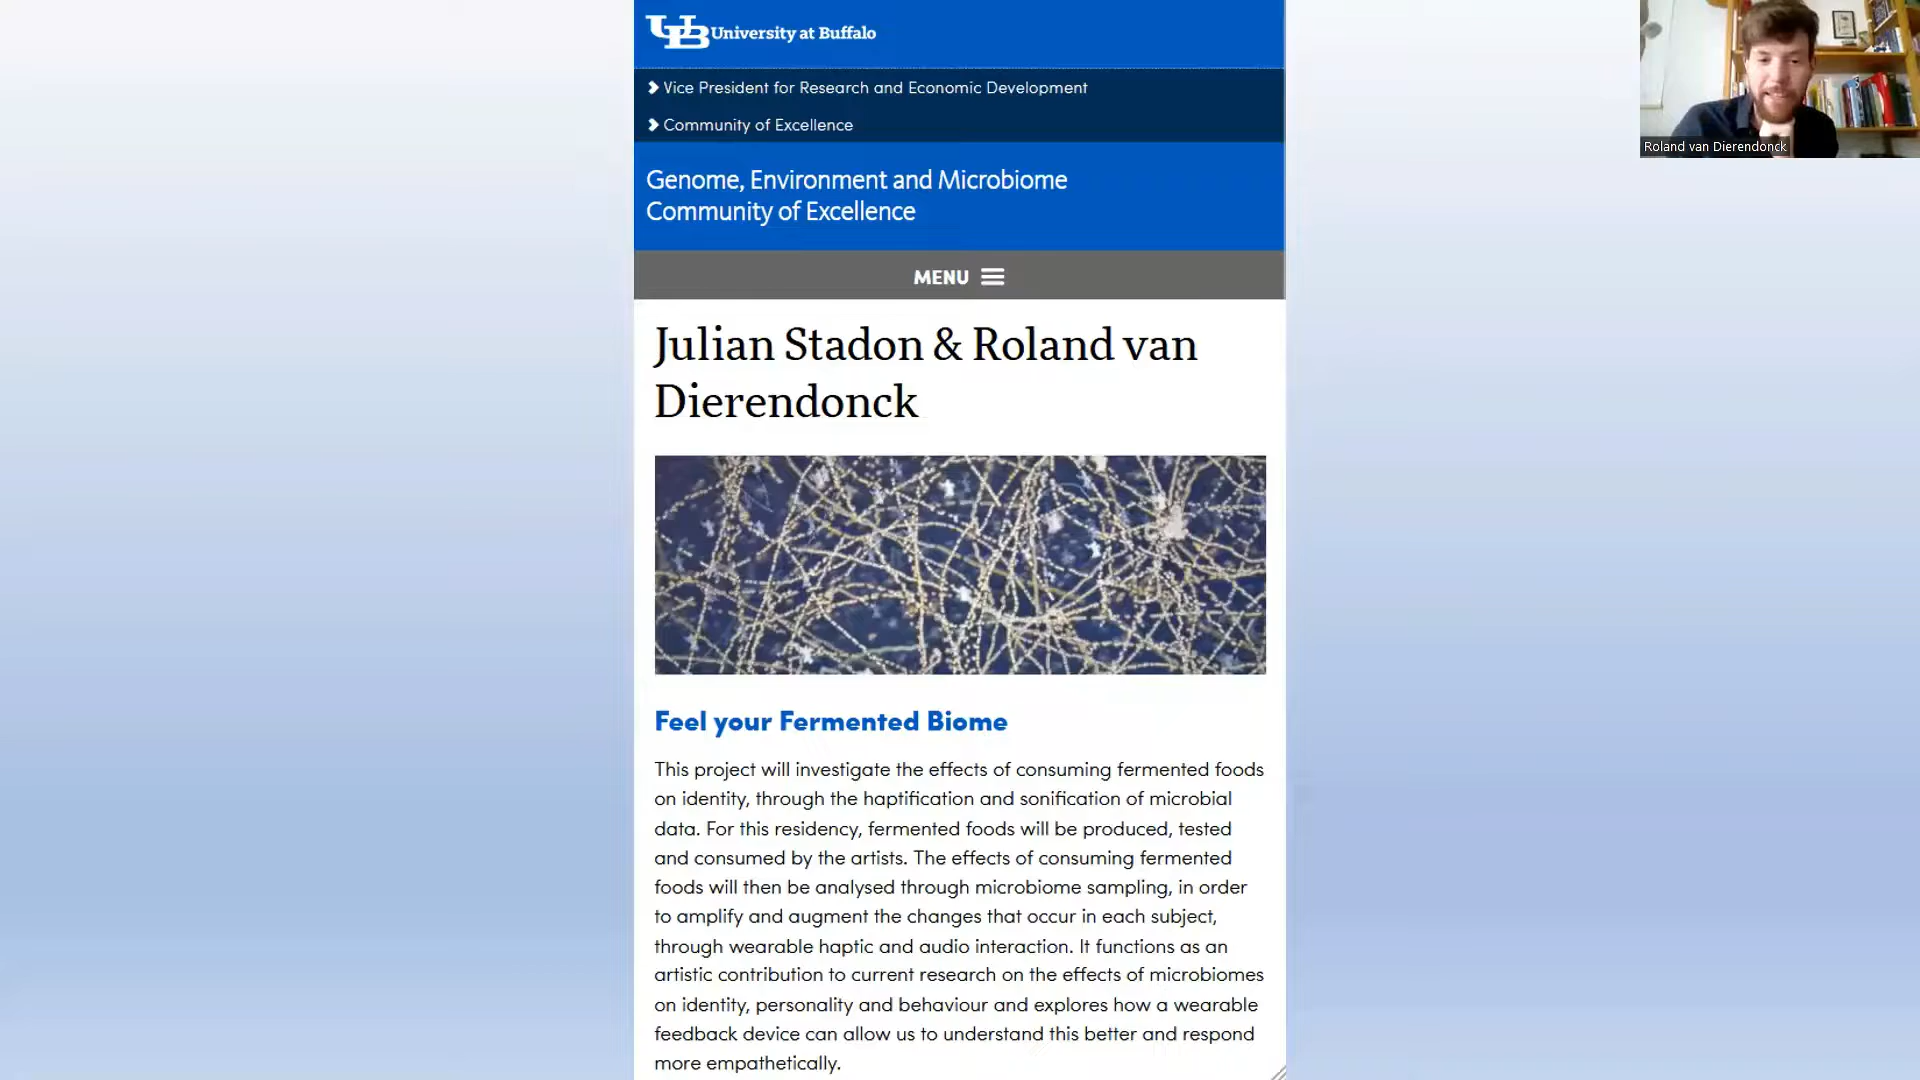 UB University at Buffalo
Vice President for Research and Economic Development
Community of Excellence
Genome, Environment and Microbiome
Community of Excellence
MENU
Julian Stadon & Roland van
Dierendonck
Feel your Fermented Biome
This project will investigate the effects of consuming fermented foods
on identity, through the haptification and sonification of microbial
data. For this residency, fermented foods will be produced, tested
and consumed by the artists. The effects of consuming fermented
foods will then be analysed through microbiome sampling, in order
to amplify and augment the changes that occur in each subject,
through wearable haptic and audio interaction. It functions as an
artistic contribution to current research on the effects of microbiomes
on identity, personality and behaviour and explores how a wearable
feedback device can allow us to understand this better and respond
more empathetically.
Roland van Dierendonck